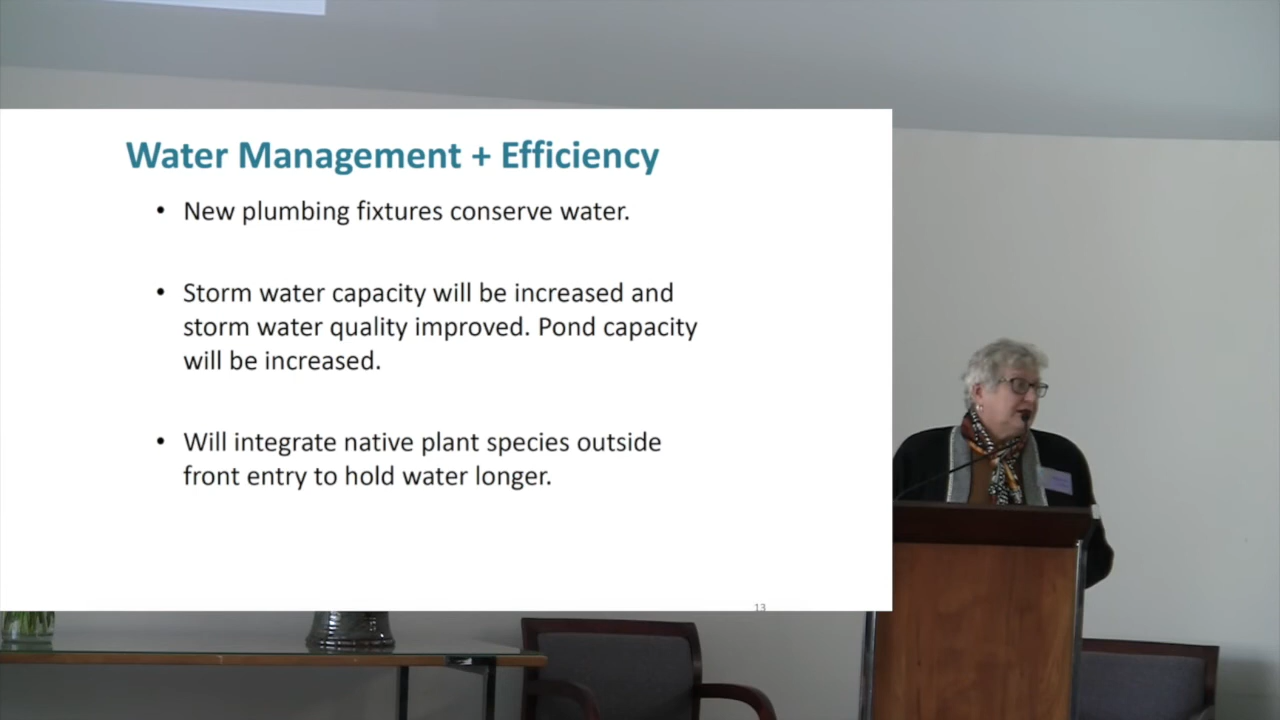 Water Management + Efficiency
• New plumbing fixtures conserve water.
• Storm water capacity will be increased and
storm water quality improved. Pond capacity
will be increased.
• Will integrate native plant species outside
front entry to hold water longer.
13